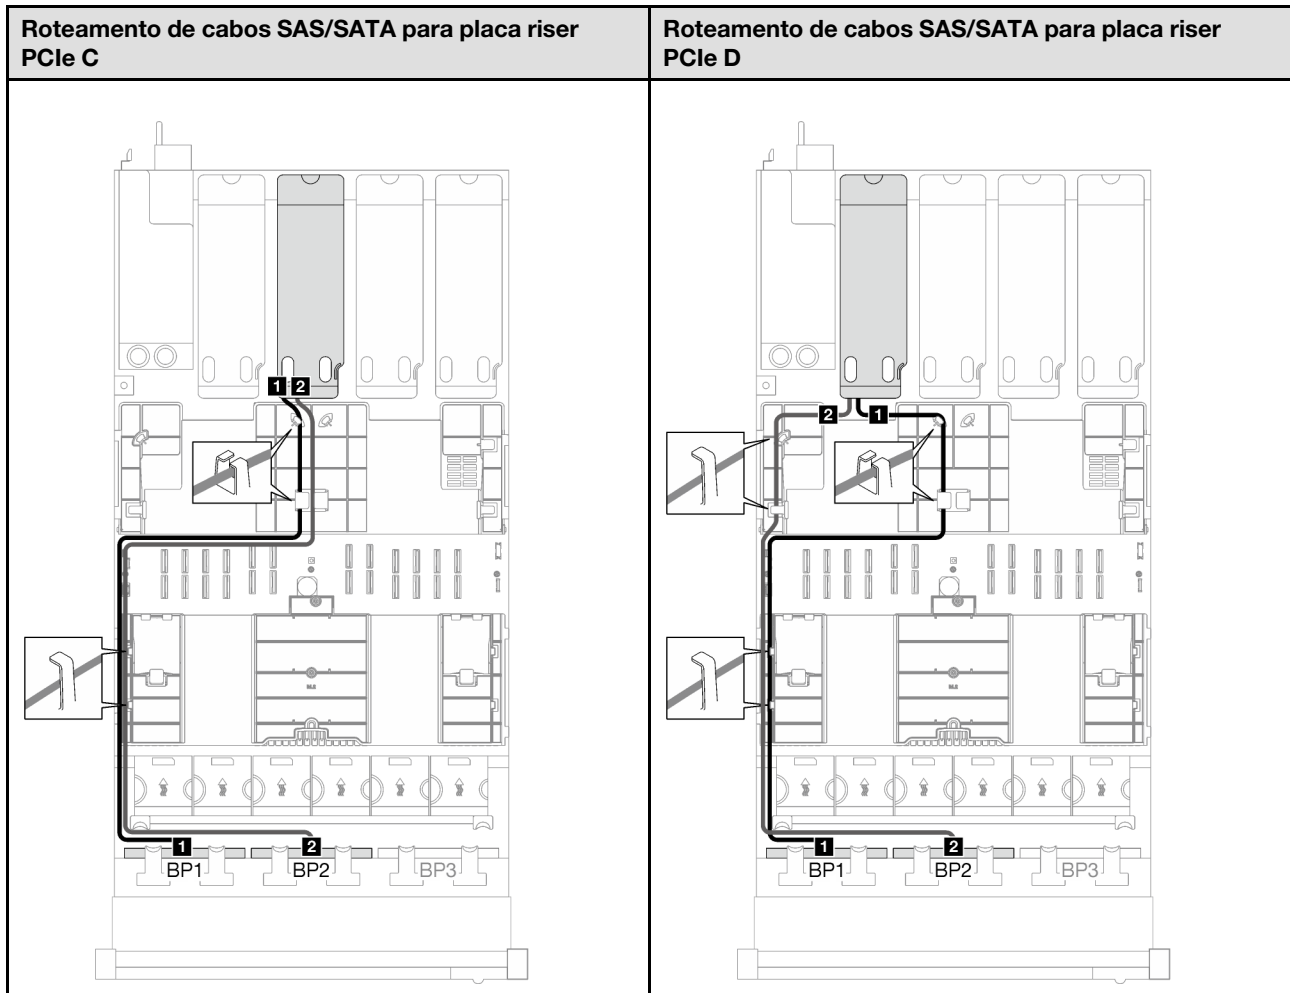 Roteamento de cabos SAS/SATA para placa riser
PCIe C
Roteamento de cabos SAS/SATA para placa riser
PCIe D
1 2
1
2
BP1
BP2
BP3
2
1
1
2
BP1
BP2
BP3